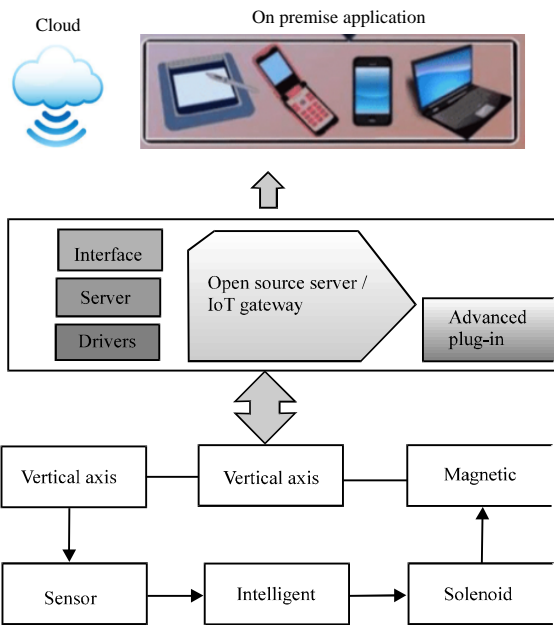 Cloud
On premise application
Interface
Server
Drivers
Open source server /
IoT gateway
Advanced
plug-in
Vertical axis
Vertical axis
Magnetic
Sensor
Intelligent
Solenoid